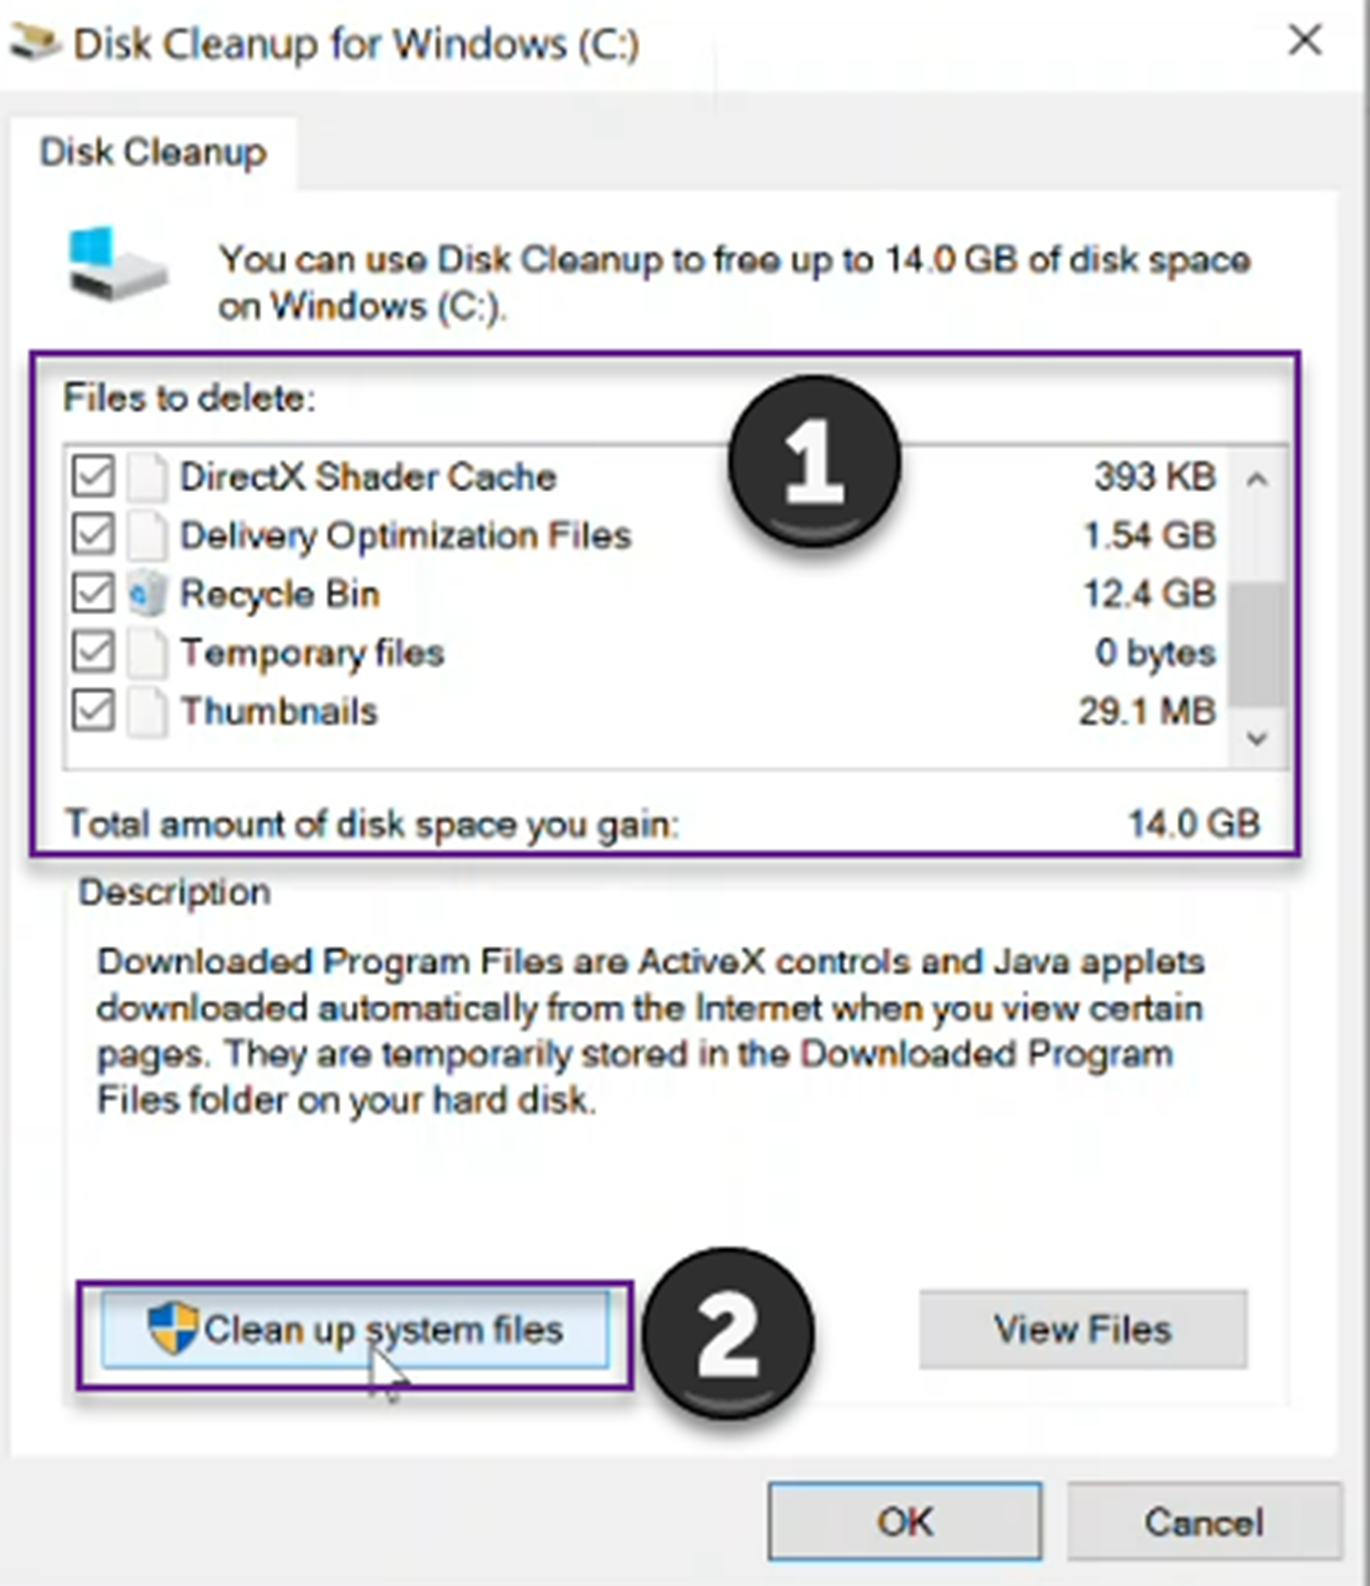 Disk Cleanup for Windows (C:)
Disk Cleanup
You can use Disk Cleanup to free up to 14.0 GB of disk space
on Windows (C:).
Files to delete:
1
DirectX Shader Cache 393 KB
Delivery Optimization Files 1.54 GB
Recycle Bin 12.4 GB
Temporary files 0 bytes
Thumbnails 29.1 MB
Total amount of disk space you gain: 14.0 GB
Description
Downloaded Program Files are ActiveX controls and Java applets
downloaded automatically from the Internet when you view certain
pages. They are temporarily stored in the Downloaded Program
Files folder on your hard disk.
Clean up system files
2
View Files
OK
Cancel